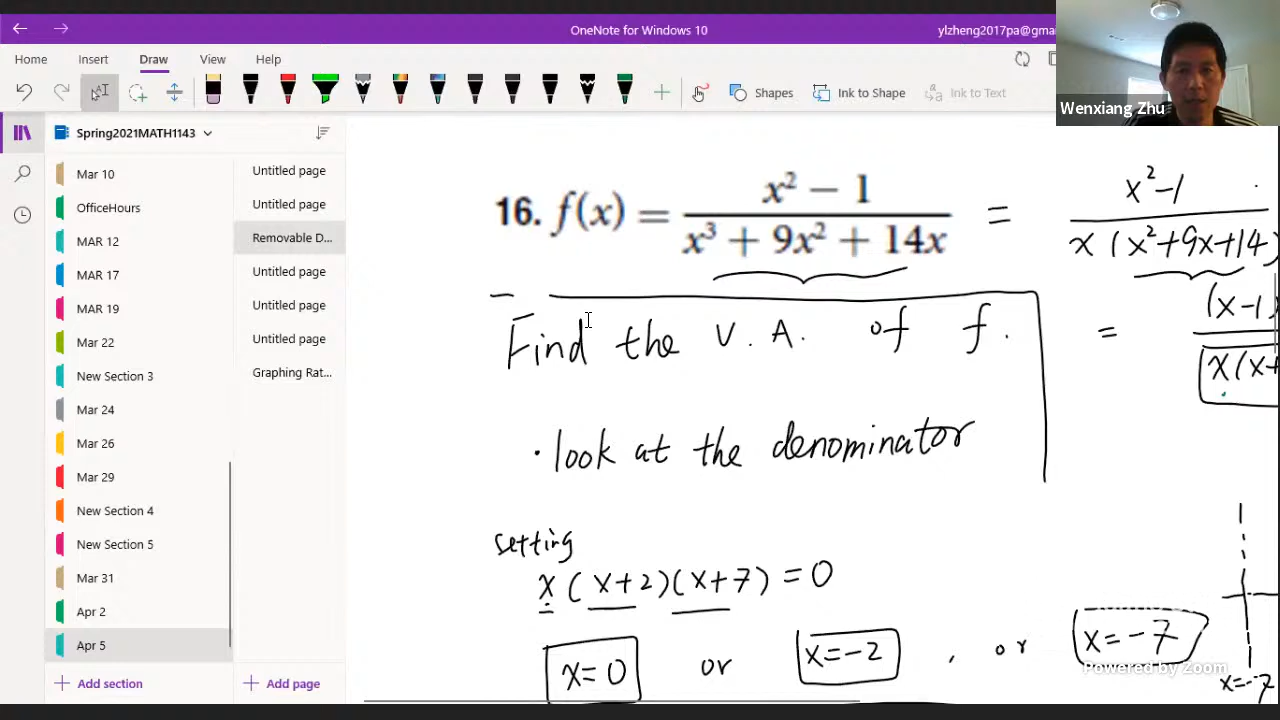 OneNote for Windows 10
ylzheng2017pa@gma
Home Insert Draw View Help
Shapes
Ink to Shape
Ink to Text
Wenxiang Zhu
Spring2021MATH1143
Mar 10
OfficeHours
MAR 12
MAR 17
MAR 19
Mar 22
New Section 3
Mar 24
Mar 26
Mar 29
New Section 4
New Section 5
Mar 31
Apr 2
Apr 5
Add section
Untitled page
Untitled page
Removable D...
Untitled page
Untitled page
Untitled page
Graphing Rat...
Add page
16. f(x) = (x² − 1)/(x³ + 9x² + 14x) = (x²-1)/(x(x²+9x+14)
= (x-1)/(x(x+
Find the V.A. of f.
· look at the denominator
setting
x(x+2)(x+7) = 0
x=0 or x=-2 , or x=-7
x=-7
Powered by Zoom